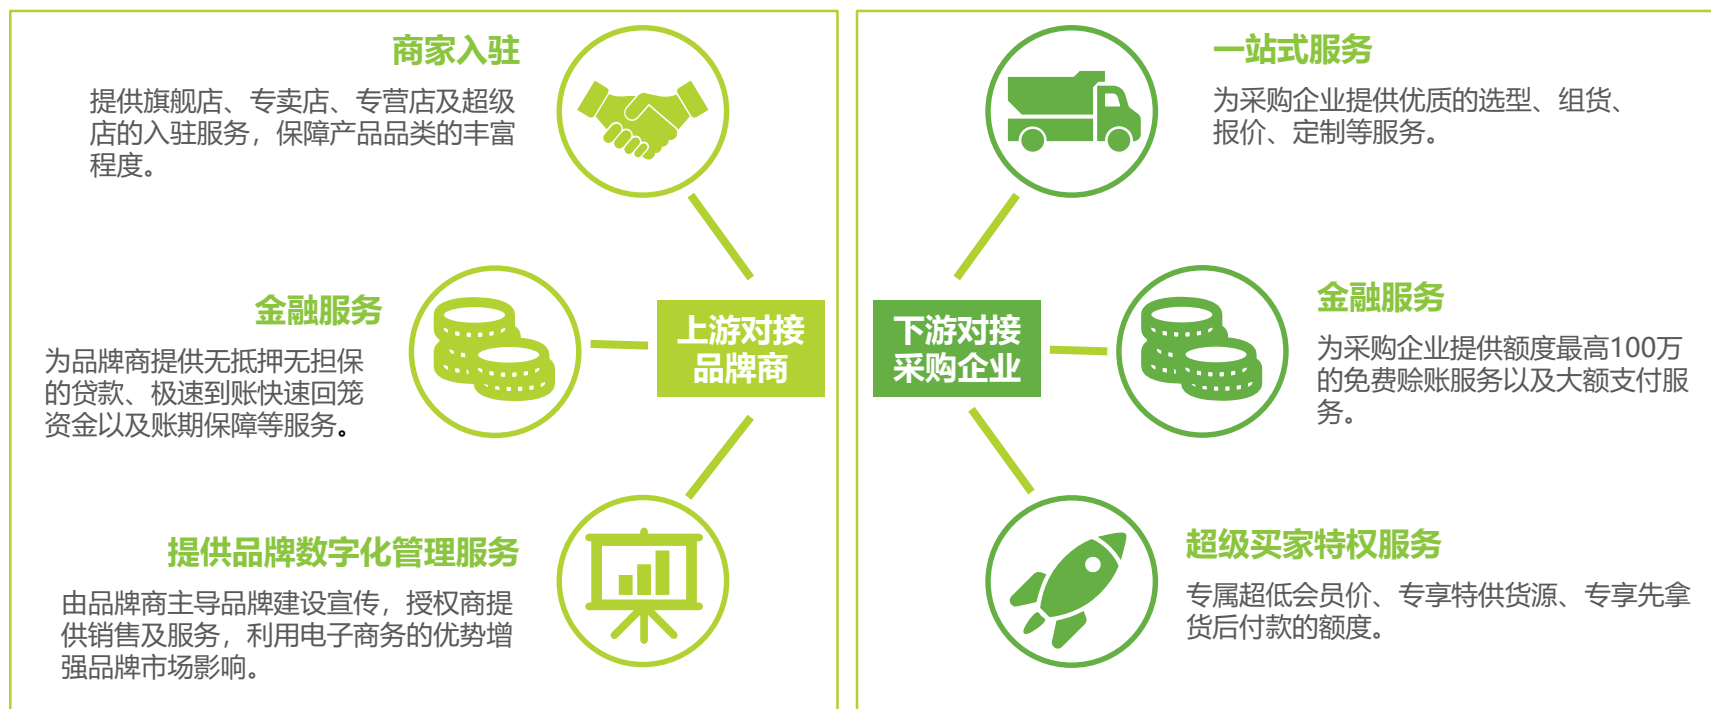 商家入驻
提供旗舰店、专卖店、专营店及超级
店的入驻服务，保障产品品类的丰富
程度。
金融服务
为品牌商提供无抵押无担保
的贷款、极速到账快速回笼
资金以及账期保障等服务。
提供品牌数字化管理服务
由品牌商主导品牌建设宣传，授权商提
供销售及服务，利用电子商务的优势增
强品牌市场影响。
上游对接
品牌商
下游对接
采购企业
一站式服务
为采购企业提供优质的选型、组货、
报价、定制等服务。
金融服务
为采购企业提供额度最高100万
的免费赊账服务以及大额支付服
务。
超级买家特权服务
专属超低会员价、专享特供货源、专享先拿
货后付款的额度。